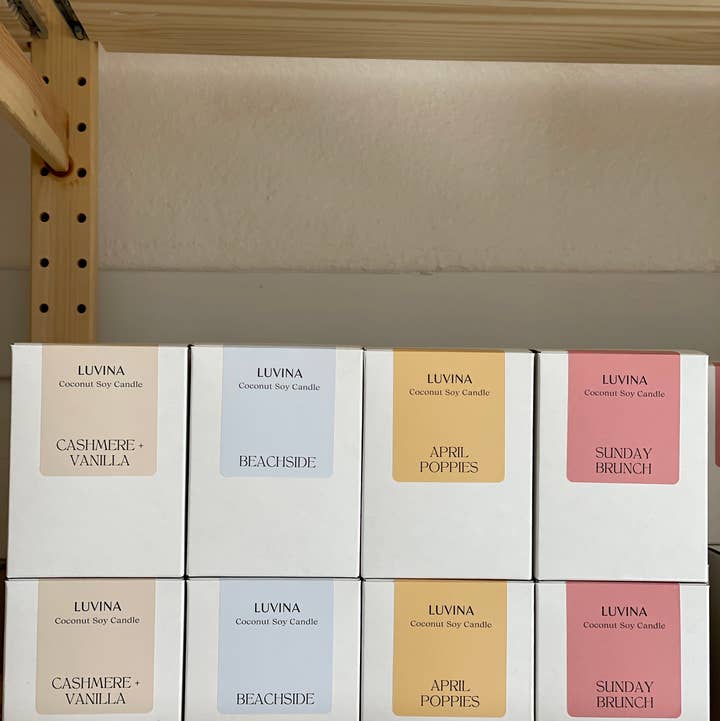 LUVINA
Coconut Soy Candle
CASHMERE +
VANILLA
LUVINA
Coconut Soy Candle
BEACHSIDE
LUVINA
Coconut Soy Candle
APRIL
POPPIES
LUVINA
Coconut Soy Candle
SUNDAY
BRUNCH
LUVINA
Coconut Soy Candle
CASHMERE +
VANILLA
LUVINA
Coconut Soy Candle
BEACHSIDE
LUVINA
Coconut Soy Candle
APRIL
POPPIES
LUVINA
Coconut Soy Candle
SUNDAY
BRUNCH